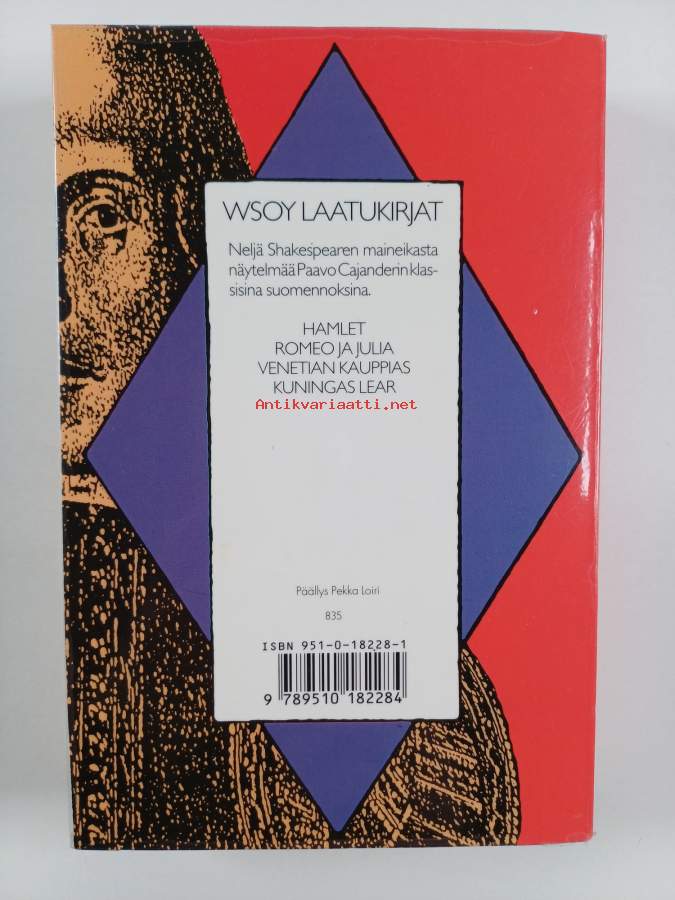 WSOY LAATUKIRJAT
Neljä Shakespearen maineikasta
näytelmää Paavo Cajanderin klas-
sisina suomennoksina.
HAMLET
ROMEO JA JULIA
VENETIAN KAUPPIAS
KUNINGAS LEAR
Antikvariaatti.net
Päällys Pekka Loiri
835
ISBN 951-0-18228-1
9 789510 182284